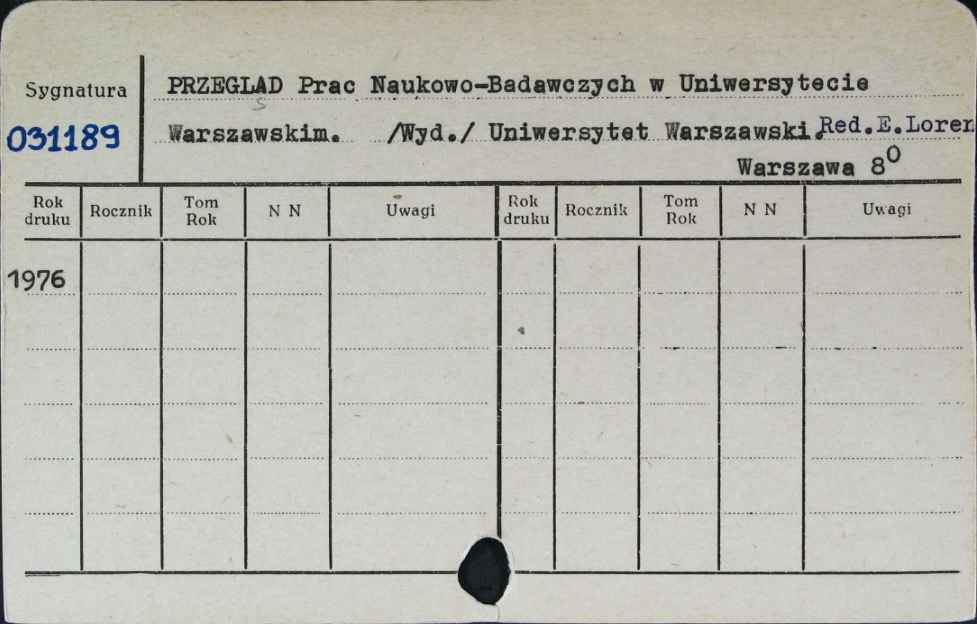 Sygnatura
031189
PRZEGLAD Prac Naukowo-Badawczych w Uniwersytecie
Warszawskim. /Wyd./ Uniwersytet Warszawski.Red.E.Lorer
Warszawa 8⁰
Rok druku Rocznik Tom Rok N N Uwagi Rok druku Rocznik Tom Rok N N Uwagi
1976